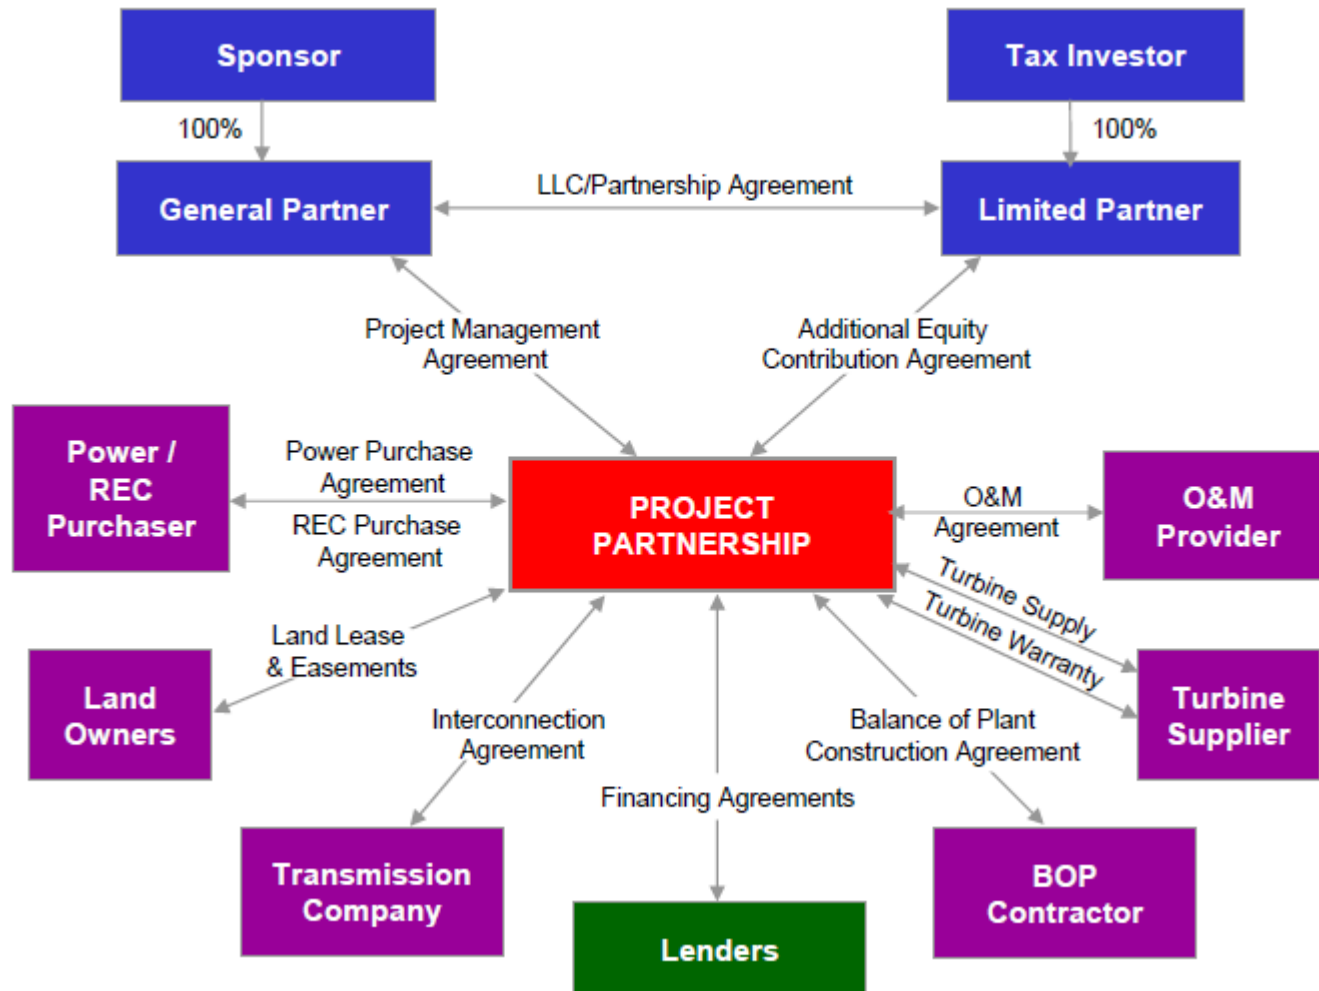 Sponsor
Tax Investor
100%
100%
General Partner
LLC/Partnership Agreement
Limited Partner
Project Management
Agreement
Additional Equity
Contribution Agreement
Power /
REC
Purchaser
Power Purchase
Agreement
REC Purchase
Agreement
PROJECT
PARTNERSHIP
O&M
Agreement
O&M
Provider
Turbine Supply
Turbine Warranty
Land Lease
& Easements
Land
Owners
Turbine
Supplier
Interconnection
Agreement
Balance of Plant
Construction Agreement
Financing Agreements
Transmission
Company
BOP
Contractor
Lenders